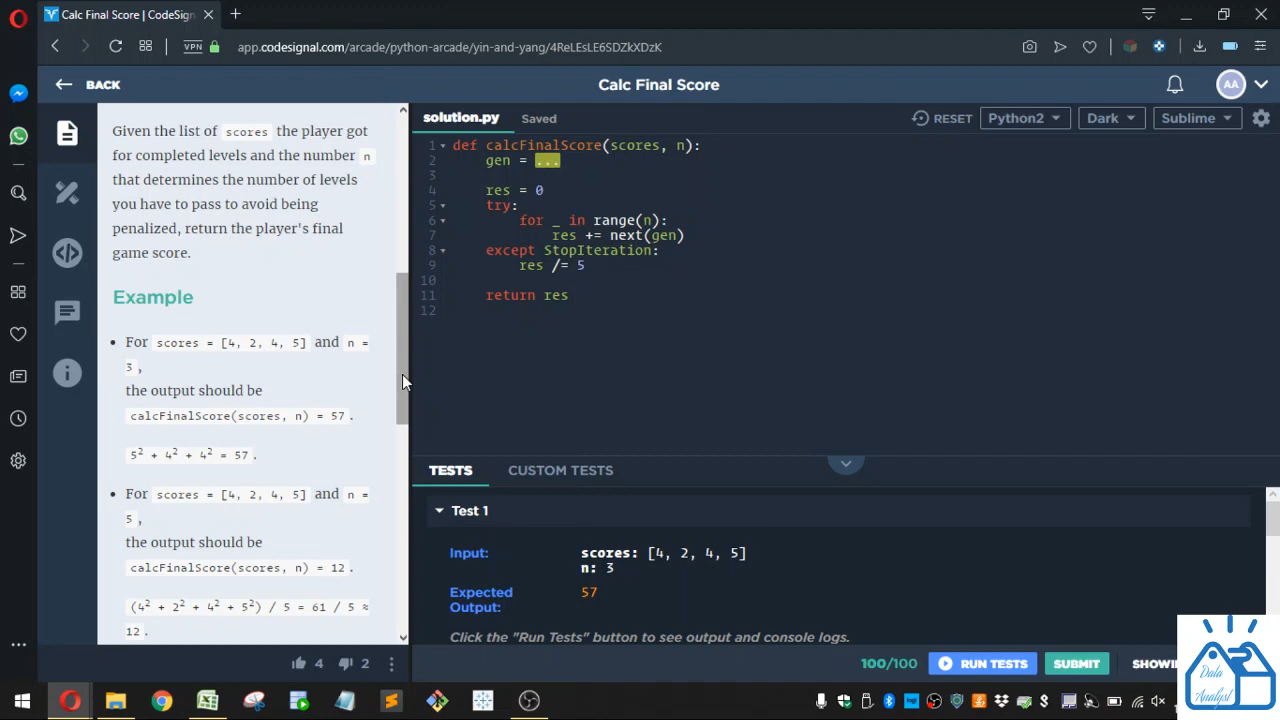 Calc Final Score | CodeSign
VPN
app.codesignal.com/arcade/python-arcade/yin-and-yang/4ReLEsLE6SDZkXDzK
BACK
Calc Final Score
AA
Given the list of scores the player got
for completed levels and the number n
that determines the number of levels
you have to pass to avoid being
penalized, return the player's final
game score.
Example
• For scores = [4, 2, 4, 5] and n =
3,
the output should be
calcFinalScore(scores, n) = 57.
5² + 4² + 4² = 57.
• For scores = [4, 2, 4, 5] and n =
5,
the output should be
calcFinalScore(scores, n) = 12.
(4² + 2² + 4² + 5²) / 5 = 61 / 5 ≈
12.
4 2
solution.py
Saved
RESET
Python2
Dark
Sublime
1 def calcFinalScore(scores, n):
2 gen = ...
3
4 res = 0
5 try:
6 for _ in range(n):
7 res += next(gen)
8 except StopIteration:
9 res /= 5
10
11 return res
12
TESTS
CUSTOM TESTS
Test 1
Input:
scores: [4, 2, 4, 5]
n: 3
Expected
Output:
57
Click the "Run Tests" button to see output and console logs.
100/100
RUN TESTS
SUBMIT
SHOWI
Data
Analyst